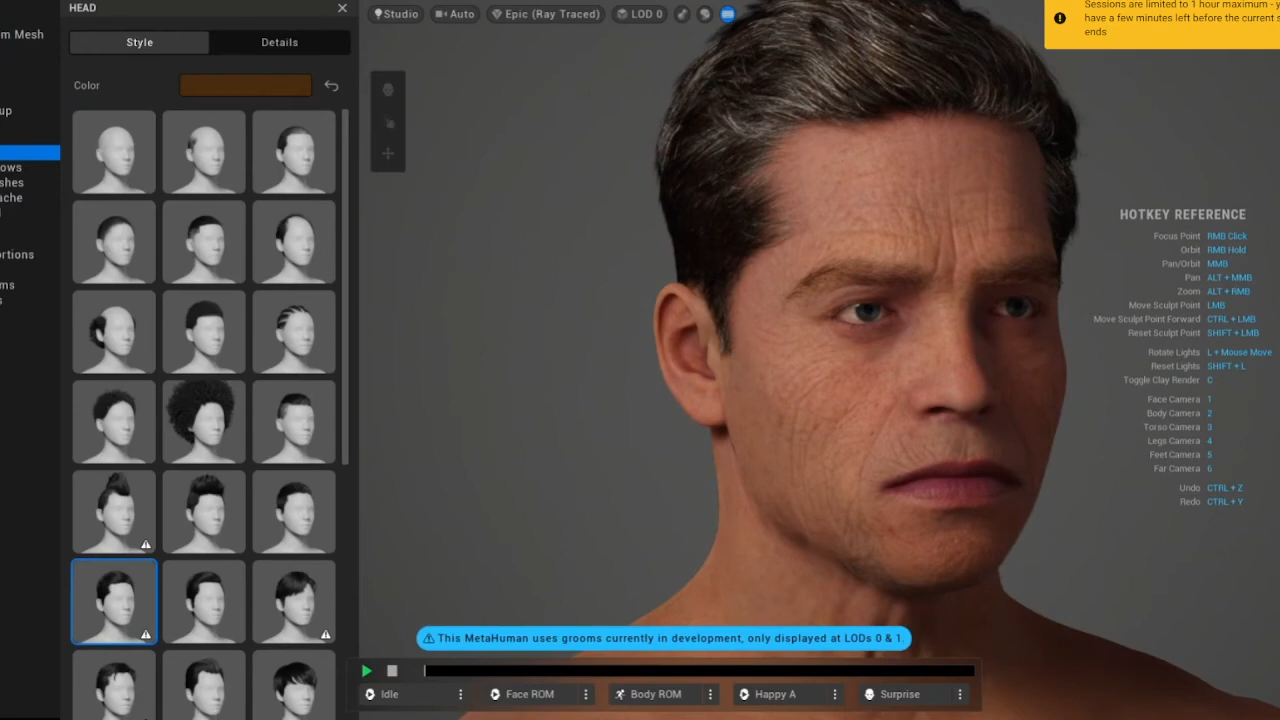 HEAD
Style
Details
Color
m Mesh
up
ows
shes
ache
ortions
ms
s
Studio
Auto
Epic (Ray Traced)
LOD 0
Sessions are limited to 1 hour maximum - y
have a few minutes left before the current s
ends
HOTKEY REFERENCE
Focus Point RMB Click
Orbit RMB Hold
Pan/Orbit MMB
Pan ALT + MMB
Zoom ALT + RMB
Move Sculpt Point LMB
Move Sculpt Point Forward CTRL + LMB
Reset Sculpt Point SHIFT + LMB
Rotate Lights L + Mouse Move
Reset Lights SHIFT + L
Toggle Clay Render C
Face Camera 1
Body Camera 2
Torso Camera 3
Legs Camera 4
Feet Camera 5
Far Camera 6
Undo CTRL + Z
Redo CTRL + Y
This MetaHuman uses grooms currently in development, only displayed at LODs 0 & 1.
Idle
Face ROM
Body ROM
Happy A
Surprise